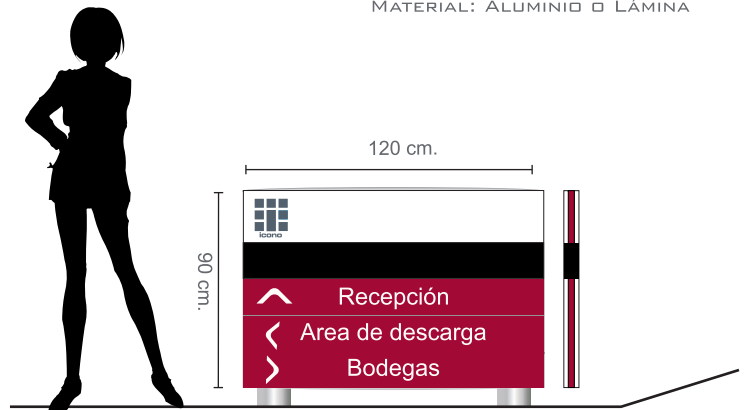 MATERIAL: ALUMINIO O LÁMINA
120 cm.
90 cm.
icono
Recepción
Area de descarga
Bodegas